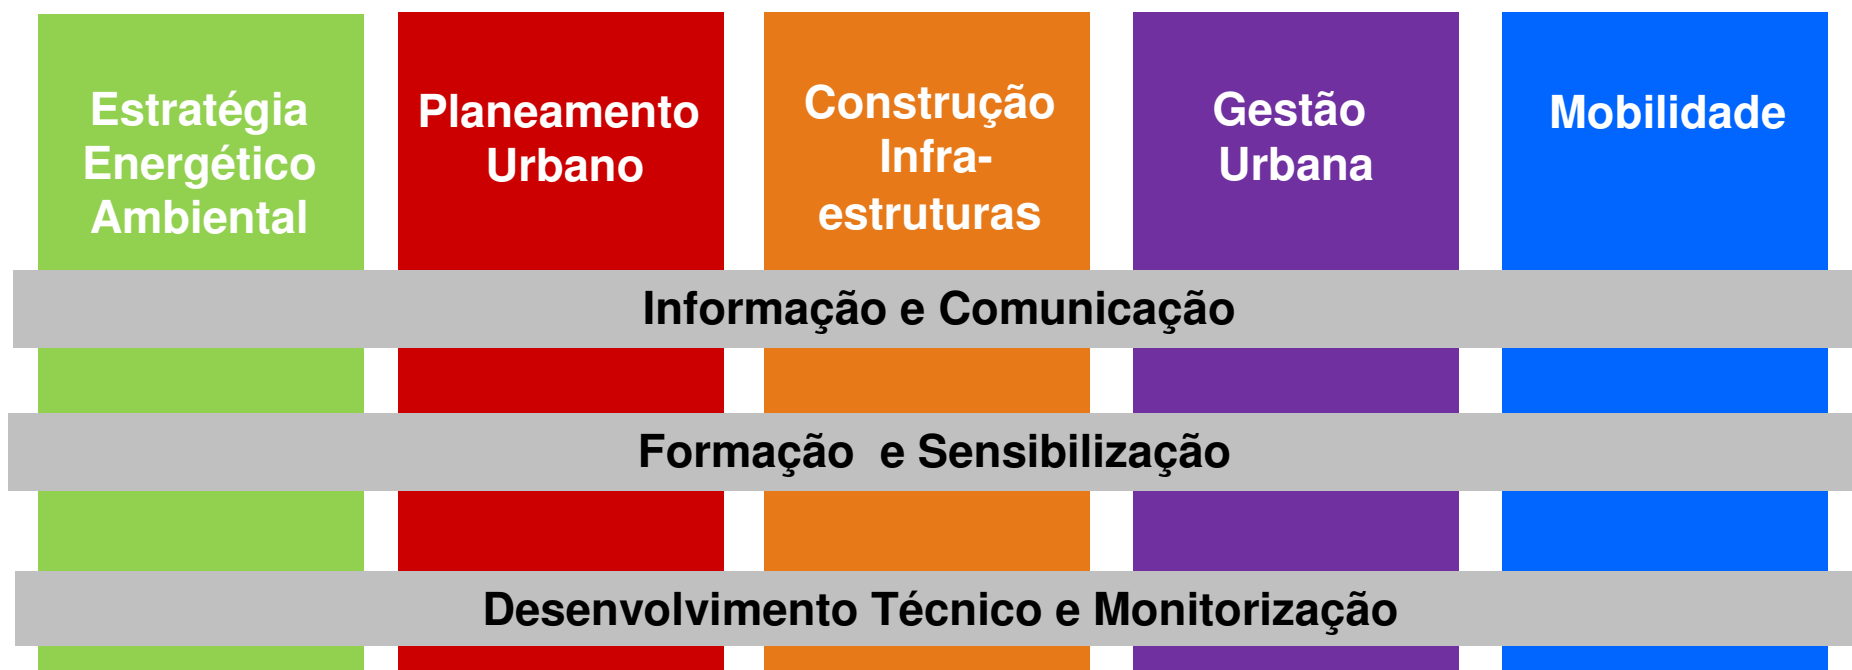 Estratégia
Energético
Ambiental
Planeamento
Urbano
Construção
Infra-
estruturas
Gestão
Urbana
Mobilidade
Informação e Comunicação
Formação  e Sensibilização
Desenvolvimento Técnico e Monitorização